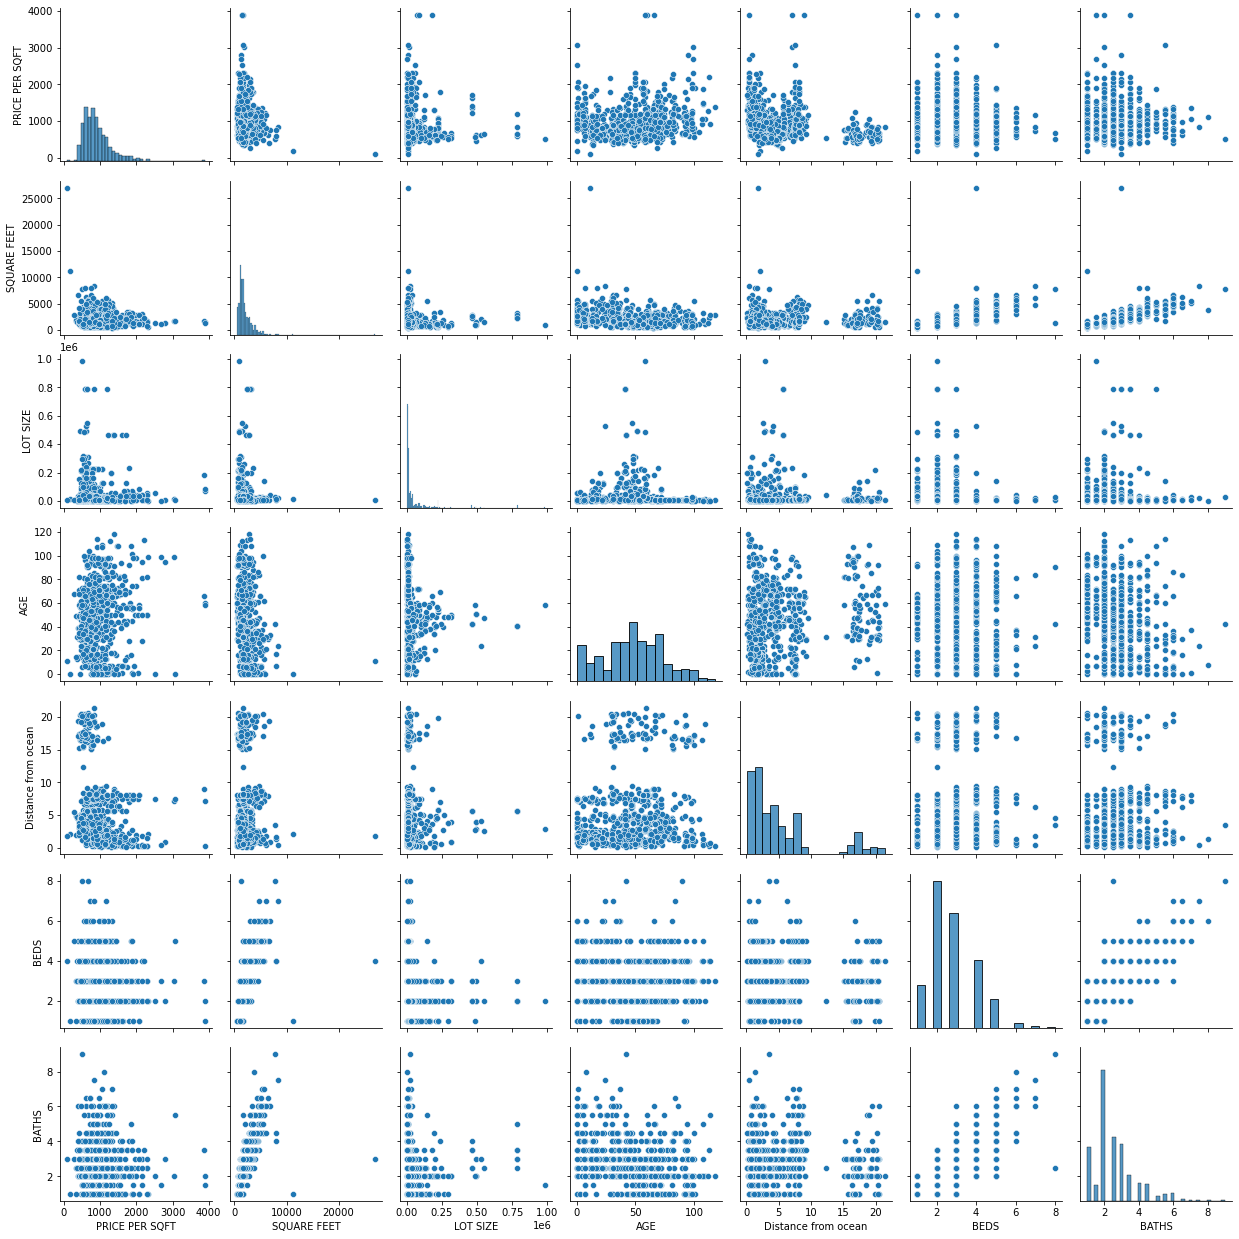 PRICE PER SQFT
4000
3000
2000
1000
0
SQUARE FEET
25000
20000
15000
10000
5000
0
1e6
LOT SIZE
1.0
0.8
0.6
0.4
0.2
0.0
AGE
120
100
80
60
40
20
0
Distance from ocean
20
15
10
5
0
BEDS
8
6
4
2
BATHS
8
6
4
2
0 1000 2000 3000 4000
PRICE PER SQFT
0 10000 20000
SQUARE FEET
0.00 0.25 0.50 0.75 1.00
1e6
LOT SIZE
0 50 100
AGE
0 5 10 15 20
Distance from ocean
2 4 6 8
BEDS
2 4 6 8
BATHS